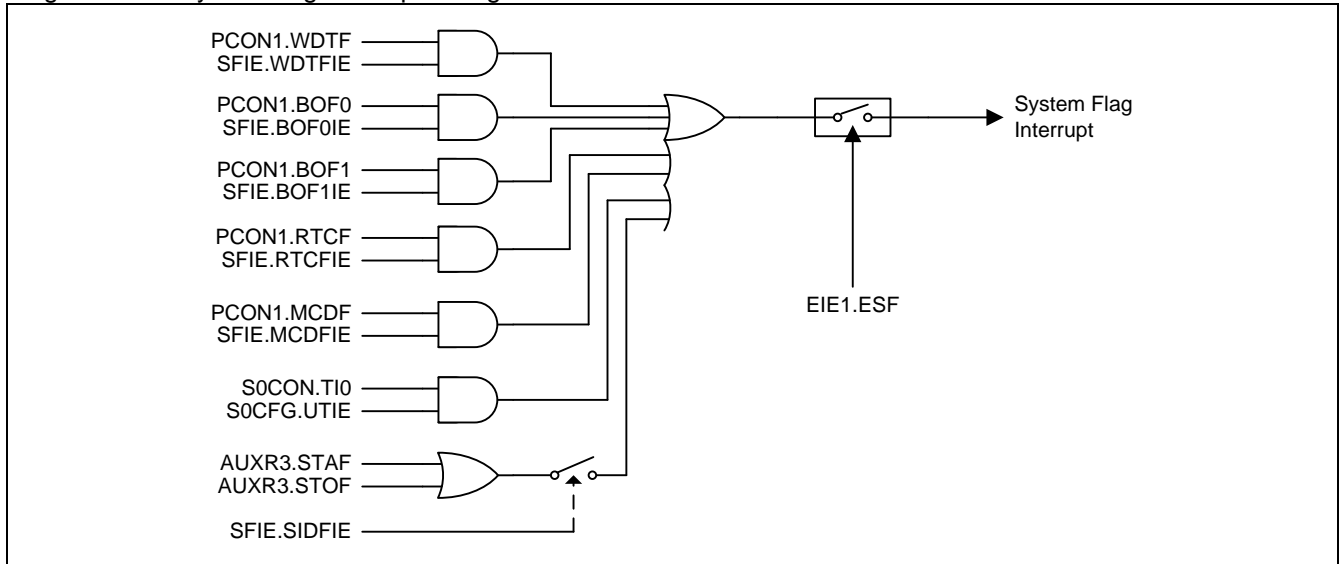 PCON1.WDTF
SFIE.WDTFIE
PCON1.BOF0
SFIE.BOF0IE
PCON1.BOF1
SFIE.BOF1IE
PCON1.RTCF
SFIE.RTCFIE
PCON1.MCDF
SFIE.MCDFIE
S0CON.TI0
S0CFG.UTIE
AUXR3.STAF
AUXR3.STOF
SFIE.SIDFIE
System Flag
Interrupt
EIE1.ESF